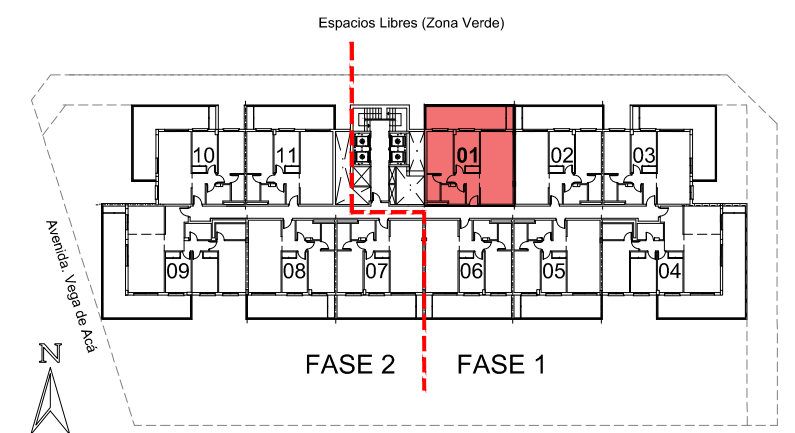 Espacios Libres (Zona Verde)
10
11
01
02
03
09
08
07
06
05
04
Avenida. Vega de Acá
FASE 2
FASE 1
N